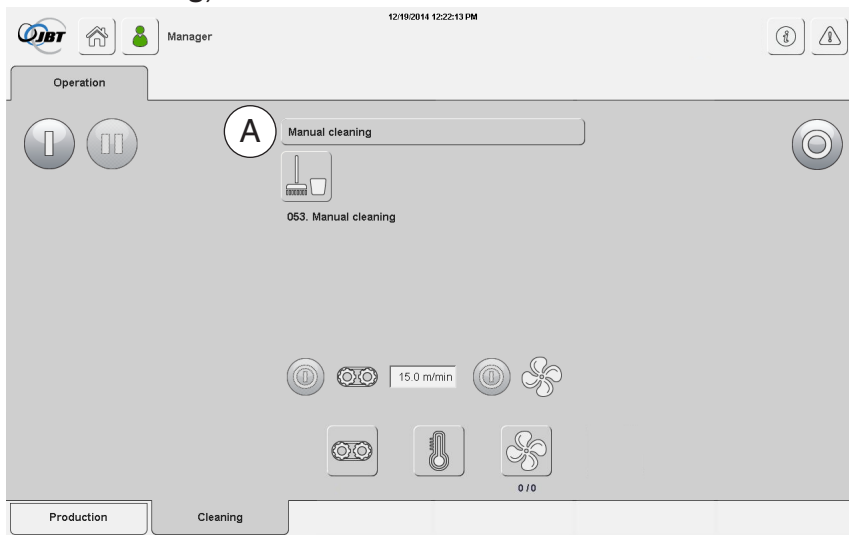 12/19/2014 12:22:13 PM
JBT
Manager
Operation
A
Manual cleaning
053. Manual cleaning
15.0 m/min
0 / 0
Production
Cleaning